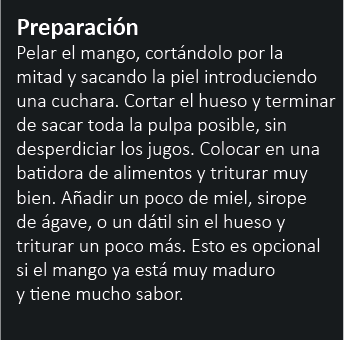 Preparación
Pelar el mango, cortándolo por la
mitad y sacando la piel introduciendo
una cuchara. Cortar el hueso y terminar
de sacar toda la pulpa posible, sin
desperdiciar los jugos. Colocar en una
batidora de alimentos y triturar muy
bien. Añadir un poco de miel, sirope
de ágave, o un dátil sin el hueso y
triturar un poco más. Esto es opcional
si el mango ya está muy maduro
y tiene mucho sabor.